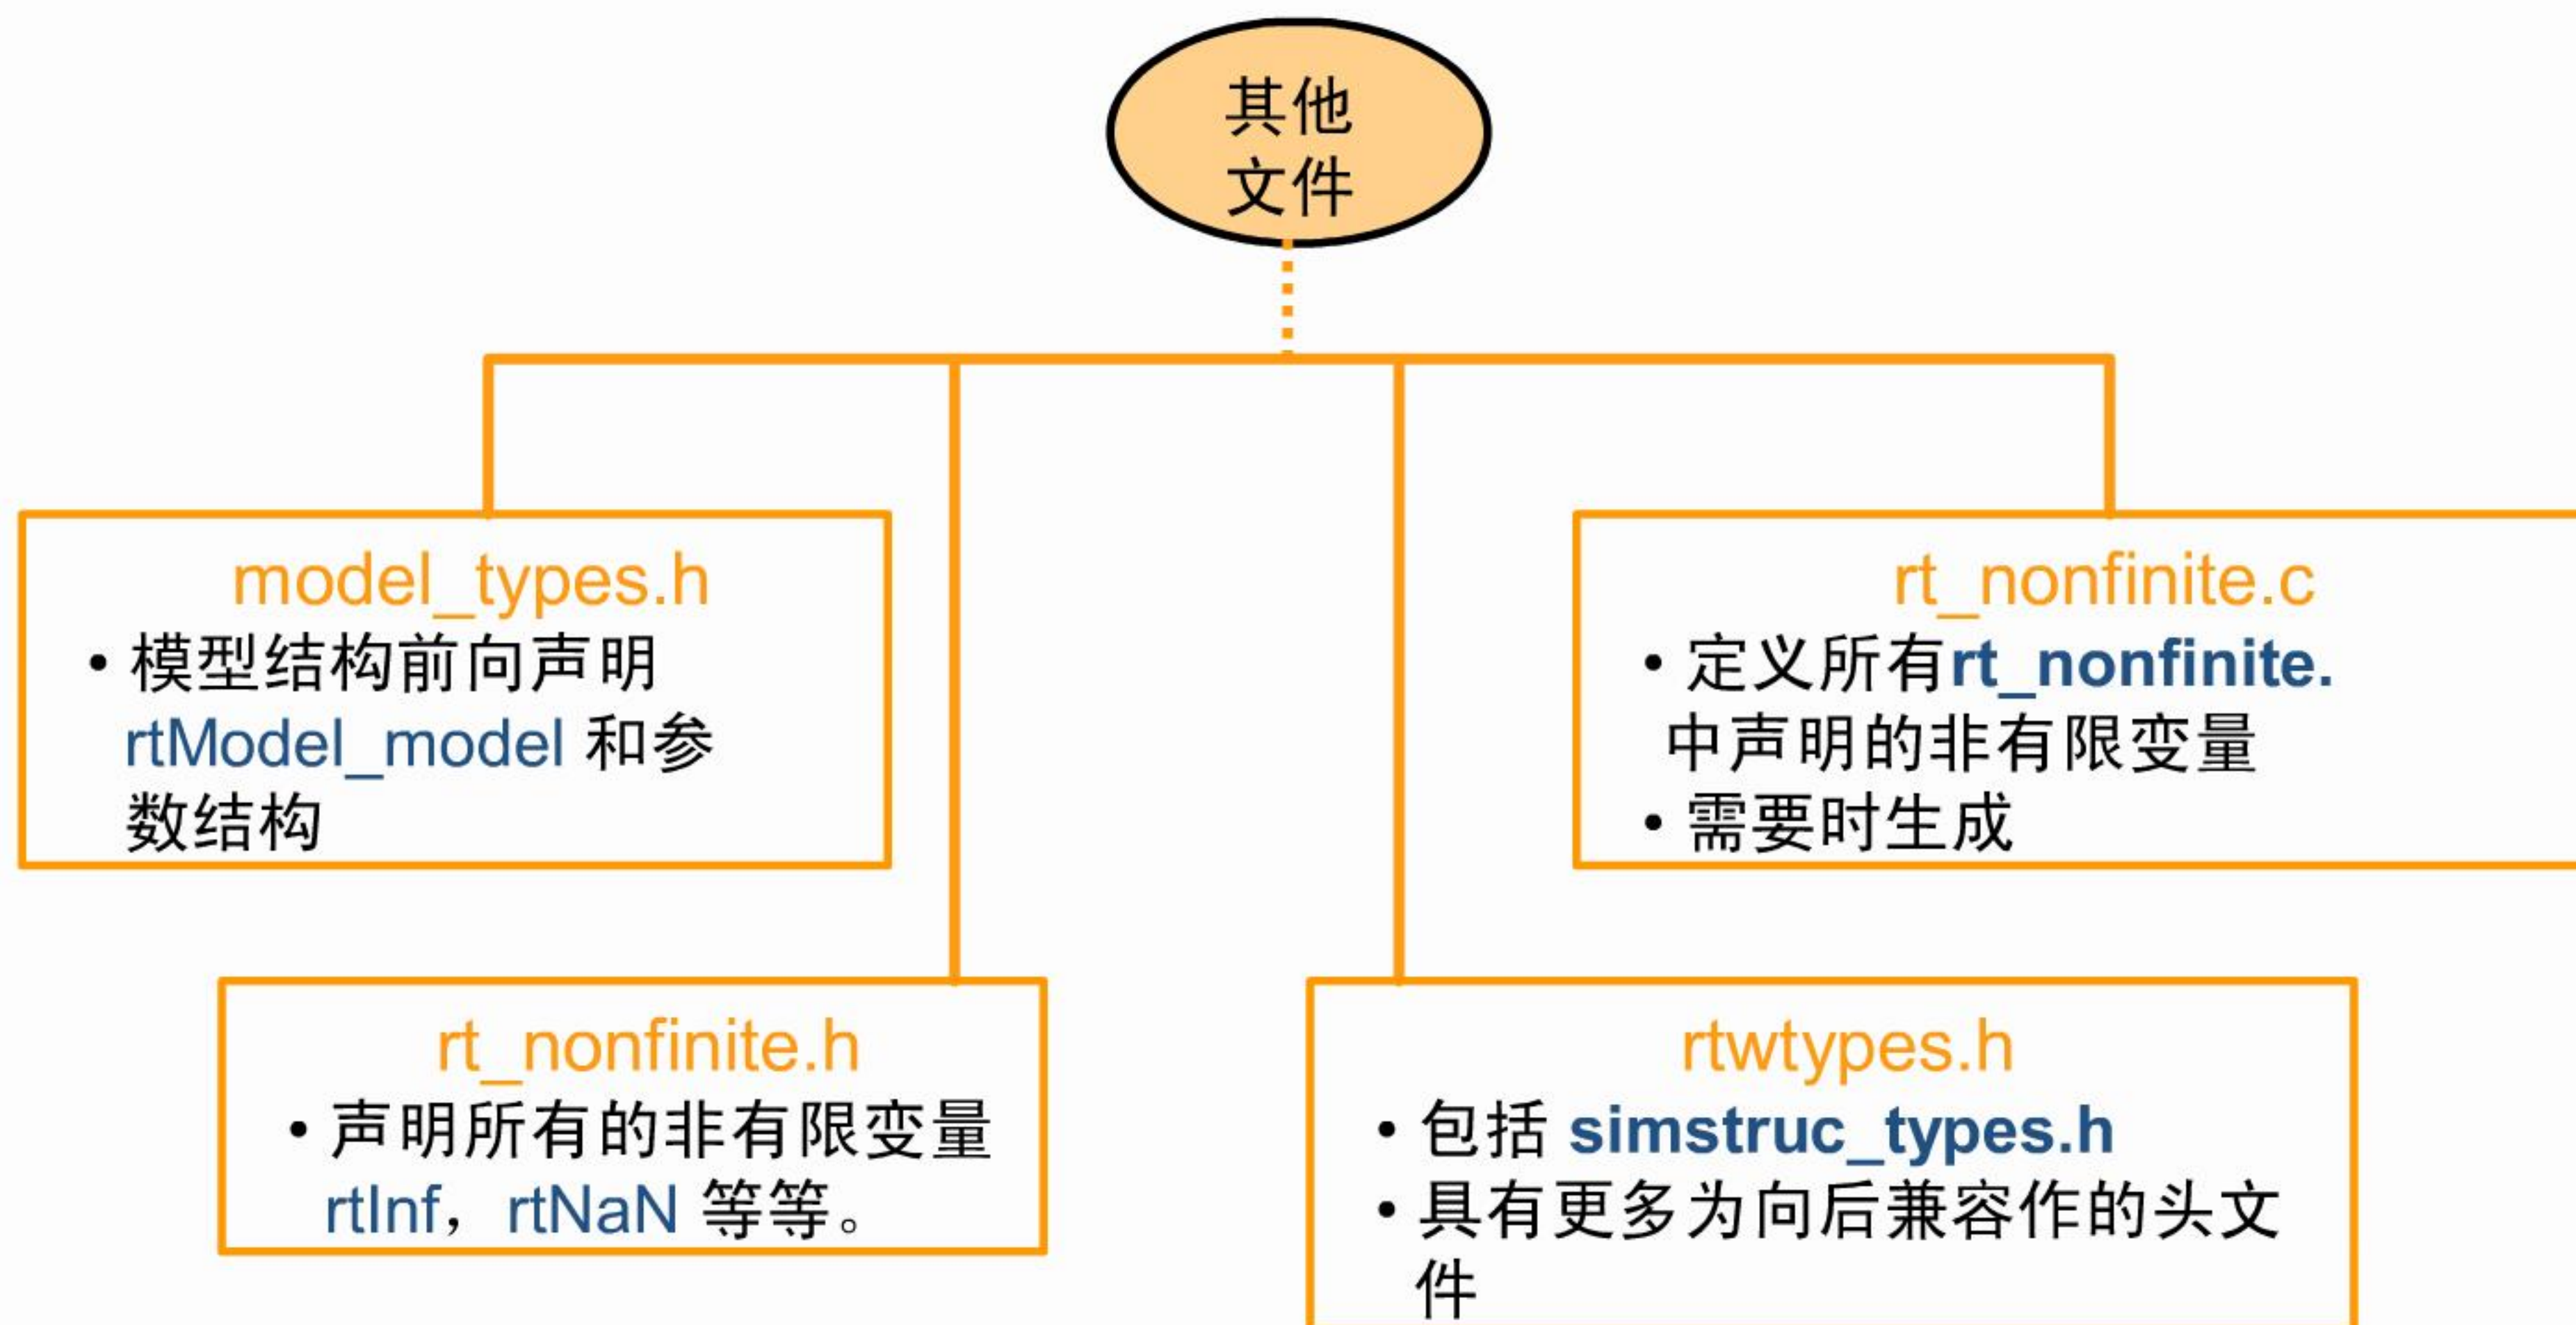 其他
文件
model_types.h
• 模型结构前向声明
rtModel_model 和参
数结构
rt_nonfinite.c
• 定义所有rt_nonfinite.
中声明的非有限变量
• 需要时生成
rt_nonfinite.h
• 声明所有的非有限变量
rtInf，rtNaN 等等。
rtwtypes.h
• 包括 simstruc_types.h
• 具有更多为向后兼容作的头文
件